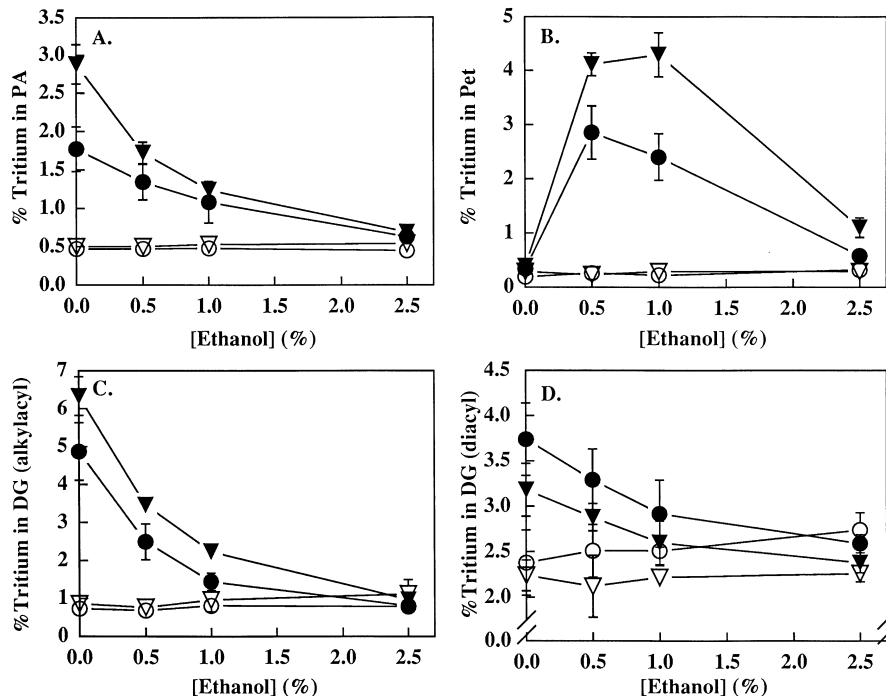 A.
% Tritium in PA
3.5
3.0
2.5
2.0
1.5
1.0
0.5
0.0
0.0 0.5 1.0 1.5 2.0 2.5
[Ethanol] (%)
B.
% Tritium in Pet
5
4
3
2
1
0
0.0 0.5 1.0 1.5 2.0 2.5
[Ethanol] (%)
C.
%Tritium in DG (alkylacyl)
7
6
5
4
3
2
1
0
0.0 0.5 1.0 1.5 2.0 2.5
[Ethanol] (%)
D.
%Tritium in DG (diacyl)
4.5
4.0
3.5
3.0
2.5
2.0
0.0
0.0 0.5 1.0 1.5 2.0 2.5
[Ethanol] (%)